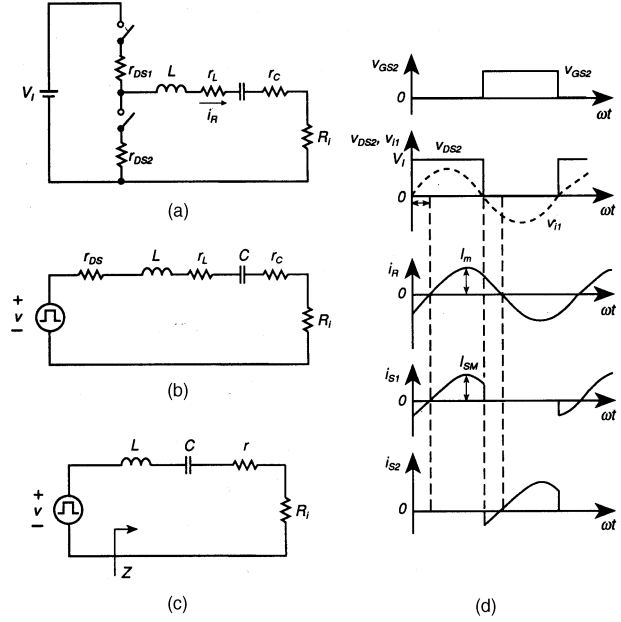 V_I
r_DS1
r_DS2
L
r_L
i_R
r_C
R_i
(a)
r_DS
L
r_L
C
r_C
+
v
−
R_i
(b)
L
C
r
+
v
−
R_i
Z
(c)
v_GS2
v_GS2
0
ωt
v_DS2, v_i1
V_I
v_DS2
0
v_i1
ωt
i_R
I_m
0
ωt
i_S1
I_SM
0
ωt
i_S2
0
ωt
(d)